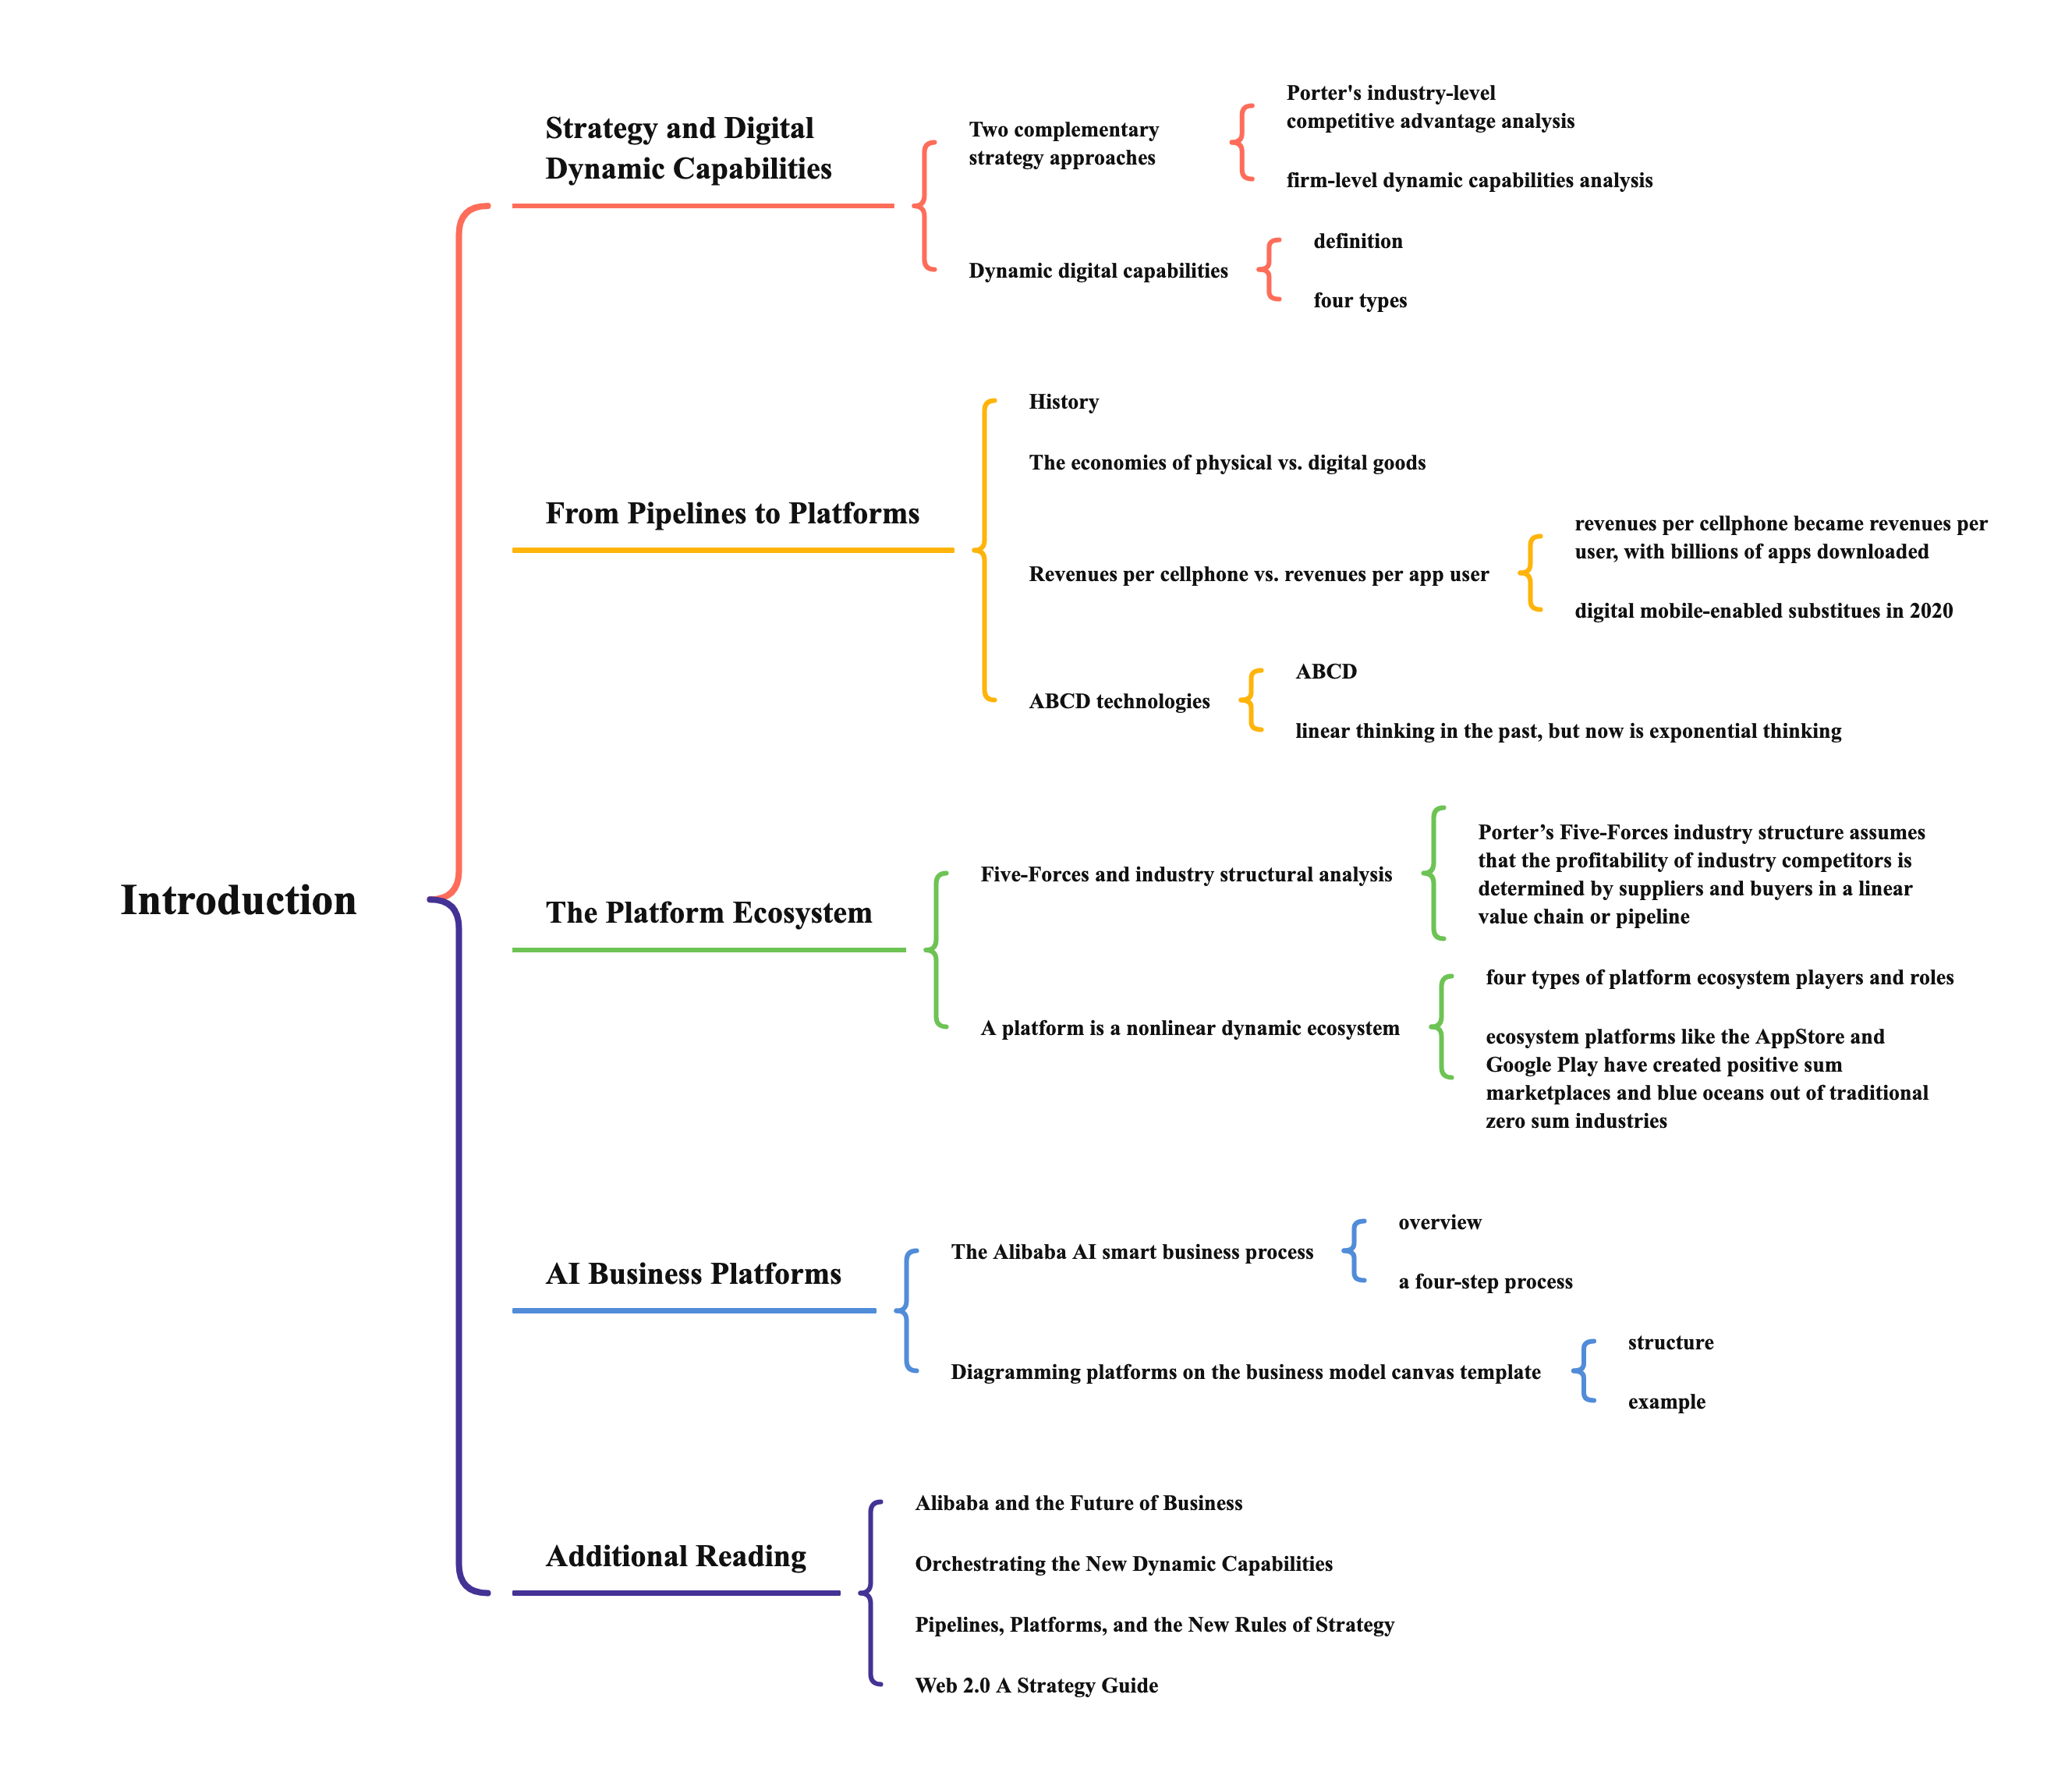 Introduction
Strategy and Digital
Dynamic Capabilities
Two complementary
strategy approaches
Porter's industry-level
competitive advantage analysis
firm-level dynamic capabilities analysis
Dynamic digital capabilities
definition
four types
From Pipelines to Platforms
History
The economies of physical vs. digital goods
Revenues per cellphone vs. revenues per app user
revenues per cellphone became revenues per
user, with billions of apps downloaded
digital mobile-enabled substitues in 2020
ABCD technologies
ABCD
linear thinking in the past, but now is exponential thinking
The Platform Ecosystem
Five-Forces and industry structural analysis
Porter’s Five-Forces industry structure assumes
that the profitability of industry competitors is
determined by suppliers and buyers in a linear
value chain or pipeline
A platform is a nonlinear dynamic ecosystem
four types of platform ecosystem players and roles
ecosystem platforms like the AppStore and
Google Play have created positive sum
marketplaces and blue oceans out of traditional
zero sum industries
AI Business Platforms
The Alibaba AI smart business process
overview
a four-step process
Diagramming platforms on the business model canvas template
structure
example
Additional Reading
Alibaba and the Future of Business
Orchestrating the New Dynamic Capabilities
Pipelines, Platforms, and the New Rules of Strategy
Web 2.0 A Strategy Guide